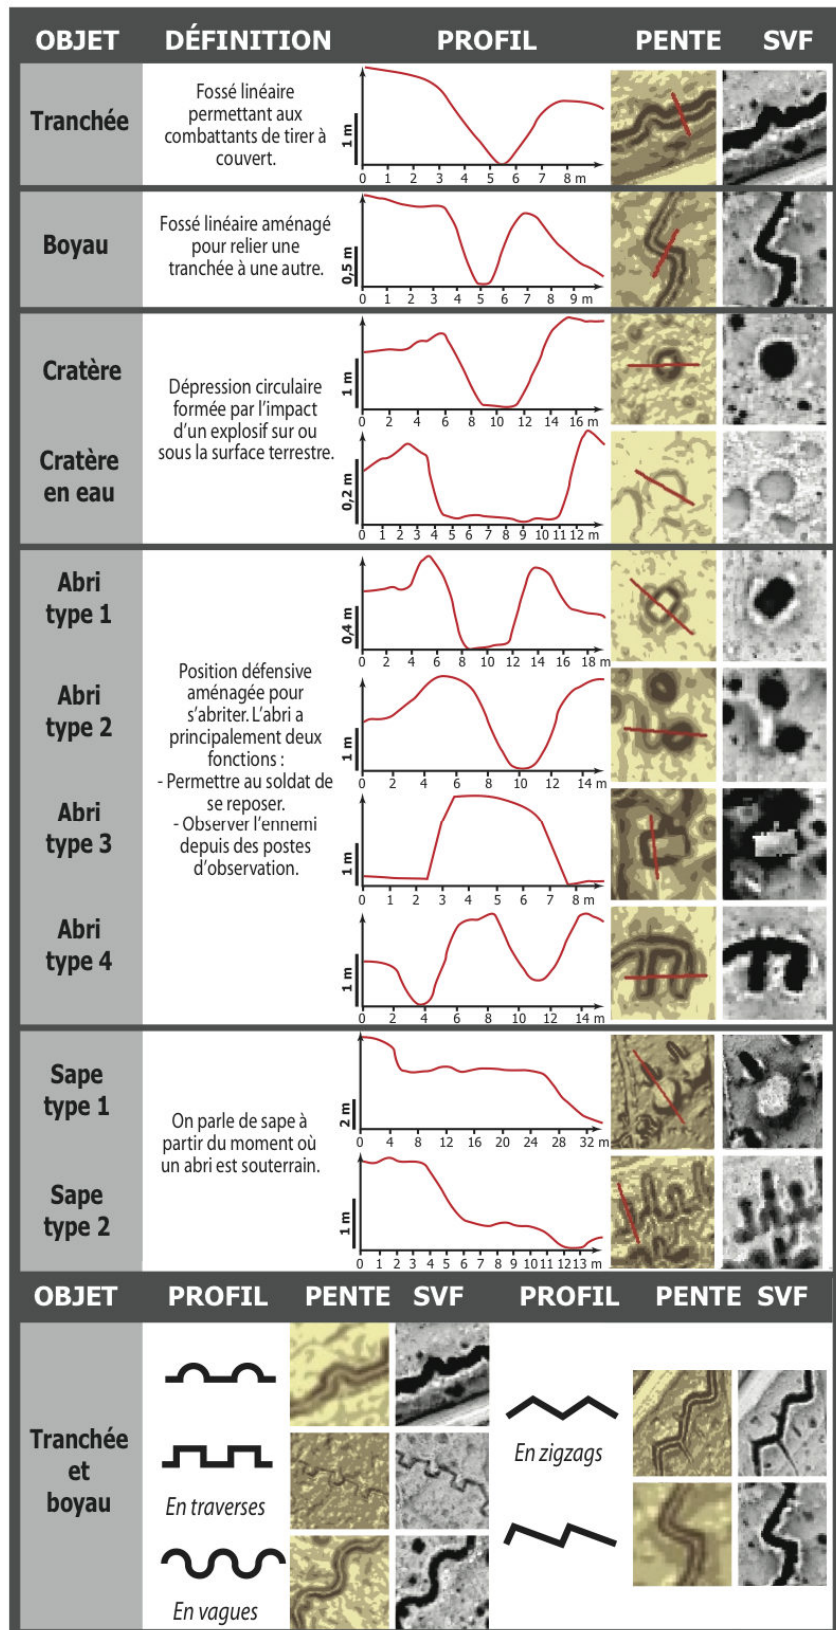 OBJET DÉFINITION PROFIL PENTE SVF
Tranchée
Fossé linéaire
permettant aux
combattants de tirer à
couvert.
1 m
0 1 2 3 4 5 6 7 8 m
Boyau
Fossé linéaire aménagé
pour relier une
tranchée à une autre.
0,5 m
0 1 2 3 4 5 6 7 8 9 m
Cratère
1 m
0 2 4 6 8 10 12 14 16 m
Dépression circulaire
formée par l'impact
d'un explosif sur ou
sous la surface terrestre.
Cratère
en eau
0,2 m
0 1 2 3 4 5 6 7 8 9 10 11 12 m
Abri
type 1
0,4 m
0 2 4 6 8 10 12 14 16 18 m
Position défensive
aménagée pour
s'abriter. L'abri a
principalement deux
fonctions :
- Permettre au soldat de
se reposer.
- Observer l'ennemi
depuis des postes
d'observation.
Abri
type 2
1 m
0 2 4 6 8 10 12 14 m
Abri
type 3
1 m
0 1 2 3 4 5 6 7 8 m
Abri
type 4
1 m
0 2 4 6 8 10 12 14 m
Sape
type 1
2 m
0 4 8 12 16 20 24 28 32 m
On parle de sape à
partir du moment où
un abri est souterrain.
Sape
type 2
1 m
0 1 2 3 4 5 6 7 8 9 10 11 12 13 m
OBJET PROFIL PENTE SVF PROFIL PENTE SVF
Tranchée
et
boyau
En traverses
En vagues
En zigzags